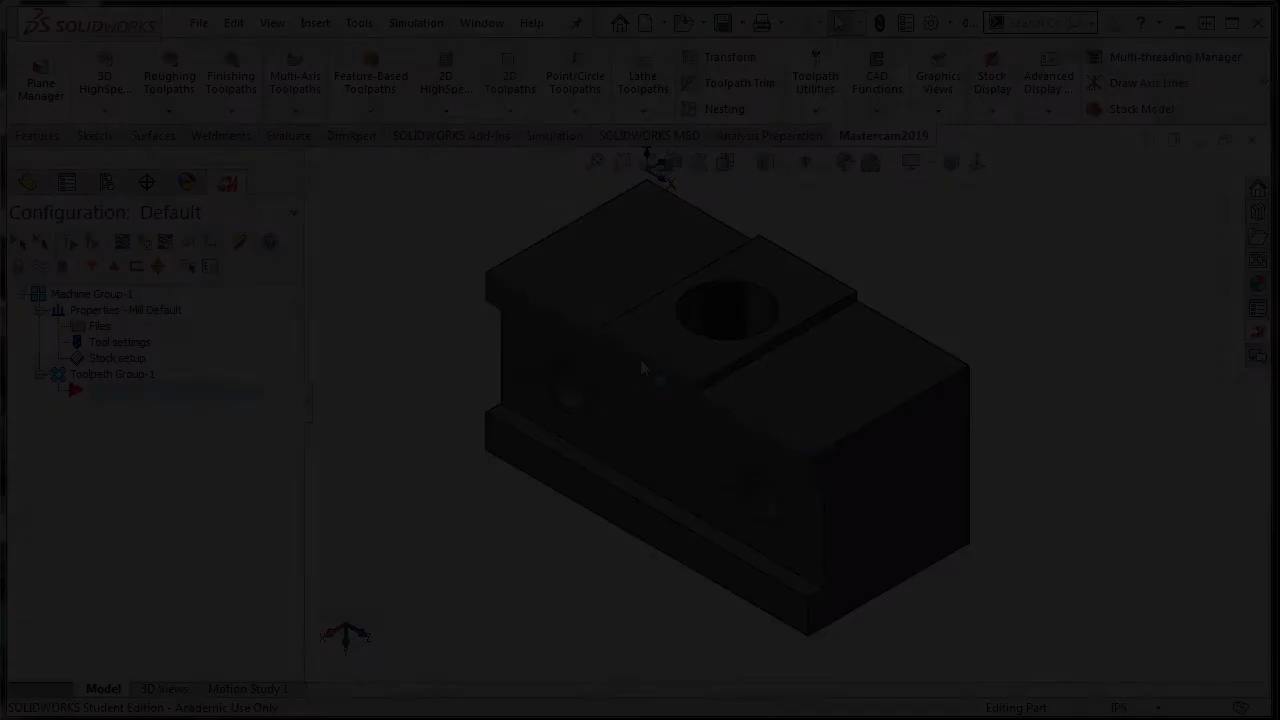 SOLIDWORKS File Edit View Insert Tools Simulation Window Help 0... Search Co
Plane Manager
3D HighSpe...
Roughing Toolpaths
Finishing Toolpaths
Multi-Axis Toolpaths
Feature-Based Toolpaths
2D HighSpe...
2D Toolpaths
Point/Circle Toolpaths
Lathe Toolpaths
Transform
Toolpath Trim
Nesting
Toolpath Utilities
CAD Functions
Graphics Views
Stock Display
Advanced Display ...
Multi-threading Manager
Draw Axis Lines
Stock Model
Features Sketch Surfaces Weldments Evaluate DimXpert SOLIDWORKS Add-Ins Simulation SOLIDWORKS MBD Analysis Preparation Mastercam2019
Configuration: Default
Machine Group-1
Properties - Mill Default
Files
Tool settings
Stock setup
Toolpath Group-1
X
X Z
Model 3D Views Motion Study 1
SOLIDWORKS Student Edition - Academic Use Only Editing Part IPS